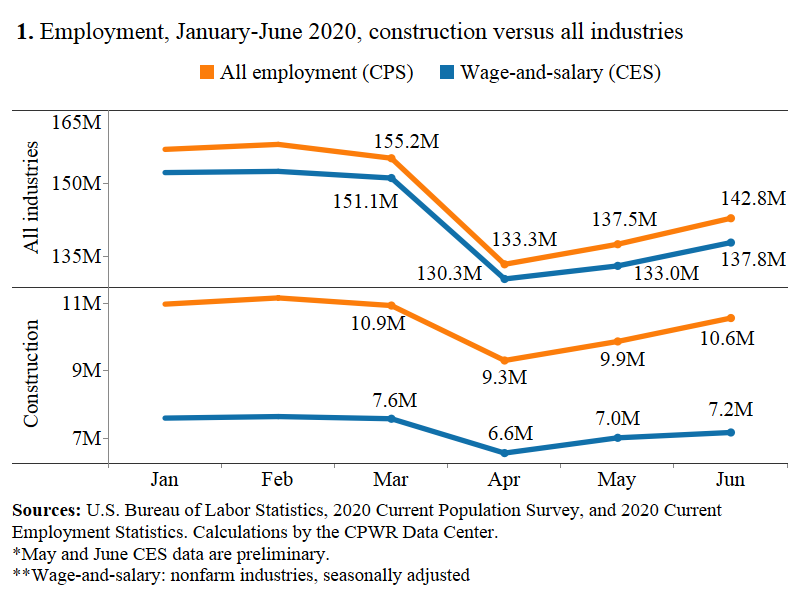 1. Employment, January-June 2020, construction versus all industries
All employment (CPS) Wage-and-salary (CES)
All industries
165M
150M
135M
155.2M
151.1M
133.3M
130.3M
137.5M
133.0M
142.8M
137.8M
Construction
11M
9M
7M
10.9M
9.3M
9.9M
10.6M
7.6M
6.6M
7.0M
7.2M
Jan Feb Mar Apr May Jun
Sources: U.S. Bureau of Labor Statistics, 2020 Current Population Survey, and 2020 Current
Employment Statistics. Calculations by the CPWR Data Center.
*May and June CES data are preliminary.
**Wage-and-salary: nonfarm industries, seasonally adjusted